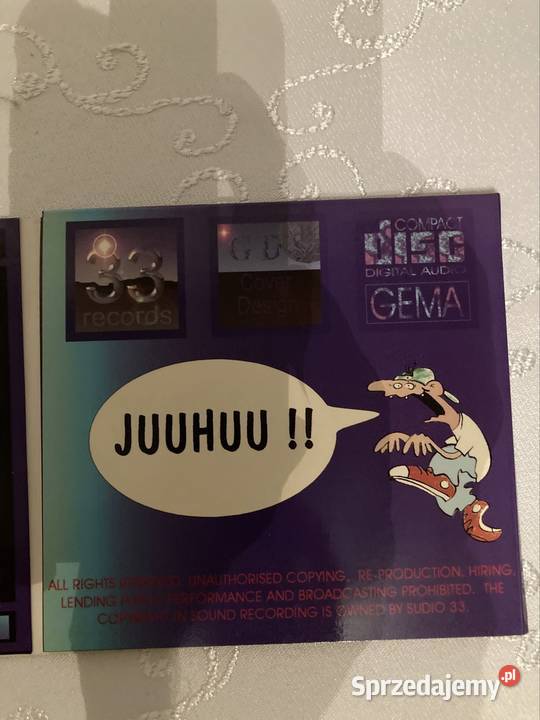 33
records
GDS
Cover
Design
COMPACT
DISC
DIGITAL AUDIO
GEMA
JUUHUU !!
ALL RIGHTS RESERVED. UNAUTHORISED COPYING, RE-PRODUCTION, HIRING,
LENDING PUBLIC PERFORMANCE AND BROADCASTING PROHIBITED. THE
COPYRIGHT IN SOUND RECORDING IS OWNED BY SUDIO 33.
Sprzedajemy.pl